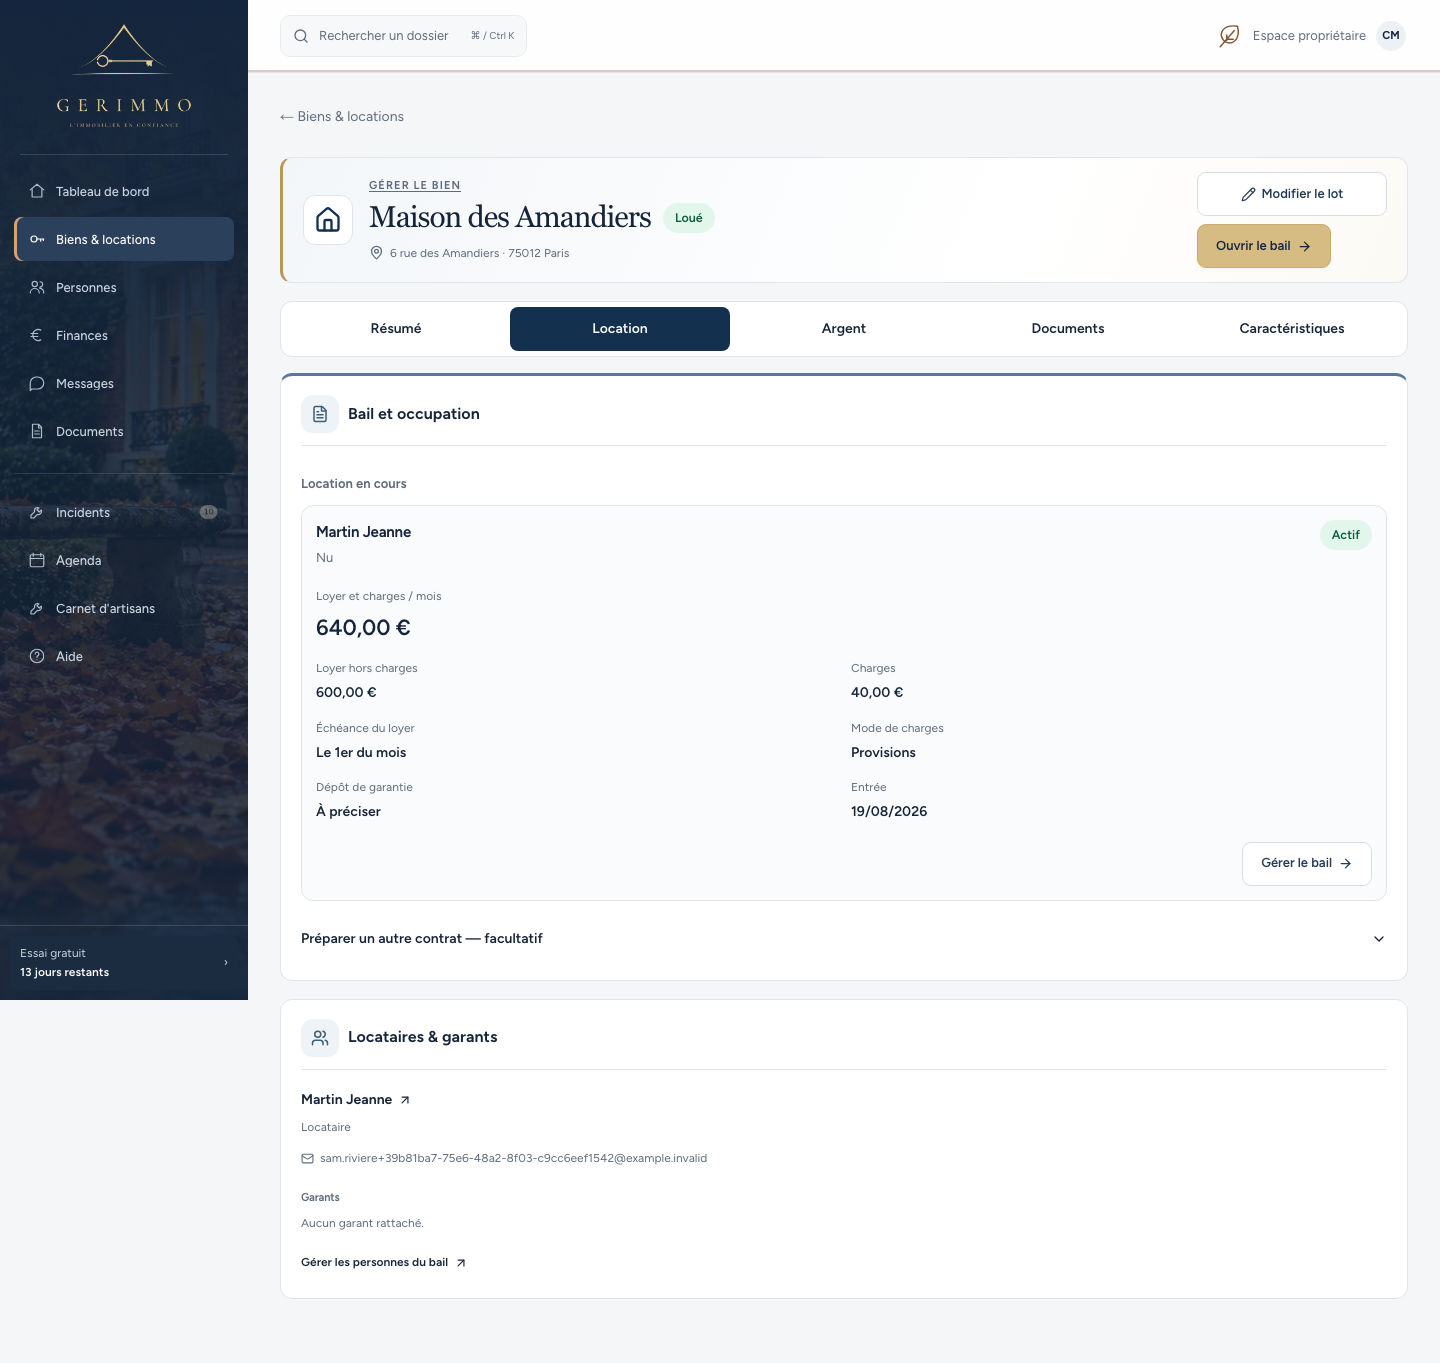 GERIMMO
L'IMMOBILIER EN CONFIANCE
Tableau de bord
Biens & locations
Personnes
Finances
Messages
Documents
Incidents
10
Agenda
Carnet d'artisans
Aide
Essai gratuit
13 jours restants
›
Rechercher un dossier
⌘ / Ctrl K
Espace propriétaire
CM
← Biens & locations
GÉRER LE BIEN
Maison des Amandiers
Loué
6 rue des Amandiers · 75012 Paris
Modifier le lot
Ouvrir le bail →
Résumé
Location
Argent
Documents
Caractéristiques
Bail et occupation
Location en cours
Martin Jeanne
Actif
Nu
Loyer et charges / mois
640,00 €
Loyer hors charges
Charges
600,00 €
40,00 €
Échéance du loyer
Mode de charges
Le 1er du mois
Provisions
Dépôt de garantie
Entrée
À préciser
19/08/2026
Gérer le bail →
Préparer un autre contrat — facultatif
Locataires & garants
Martin Jeanne
Locataire
sam.riviere+39b81ba7-75e6-48a2-8f03-c9cc6eef1542@example.invalid
Garants
Aucun garant rattaché.
Gérer les personnes du bail